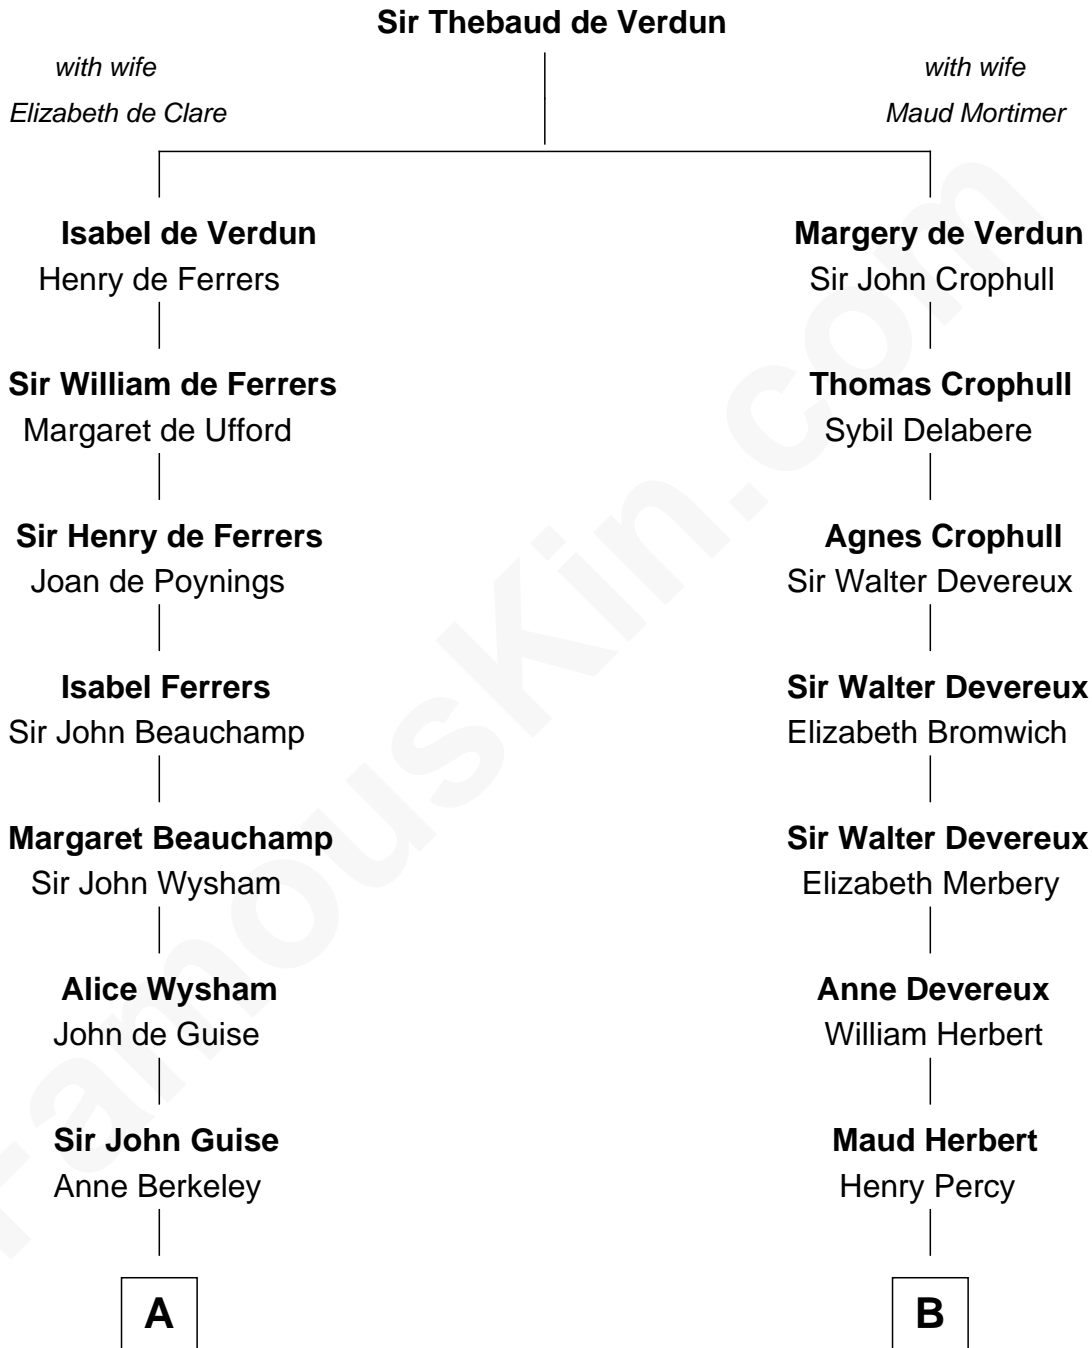 Sir Thebaud de Verdun
with wife
Elizabeth de Clare
with wife
Maud Mortimer
Isabel de Verdun
Henry de Ferrers
Margery de Verdun
Sir John Crophull
Sir William de Ferrers
Margaret de Ufford
Thomas Crophull
Sybil Delabere
Sir Henry de Ferrers
Joan de Poynings
Agnes Crophull
Sir Walter Devereux
Isabel Ferrers
Sir John Beauchamp
Sir Walter Devereux
Elizabeth Bromwich
Margaret Beauchamp
Sir John Wysham
Sir Walter Devereux
Elizabeth Merbery
Alice Wysham
John de Guise
Anne Devereux
William Herbert
Sir John Guise
Anne Berkeley
Maud Herbert
Henry Percy
A
B
FamousKin.com